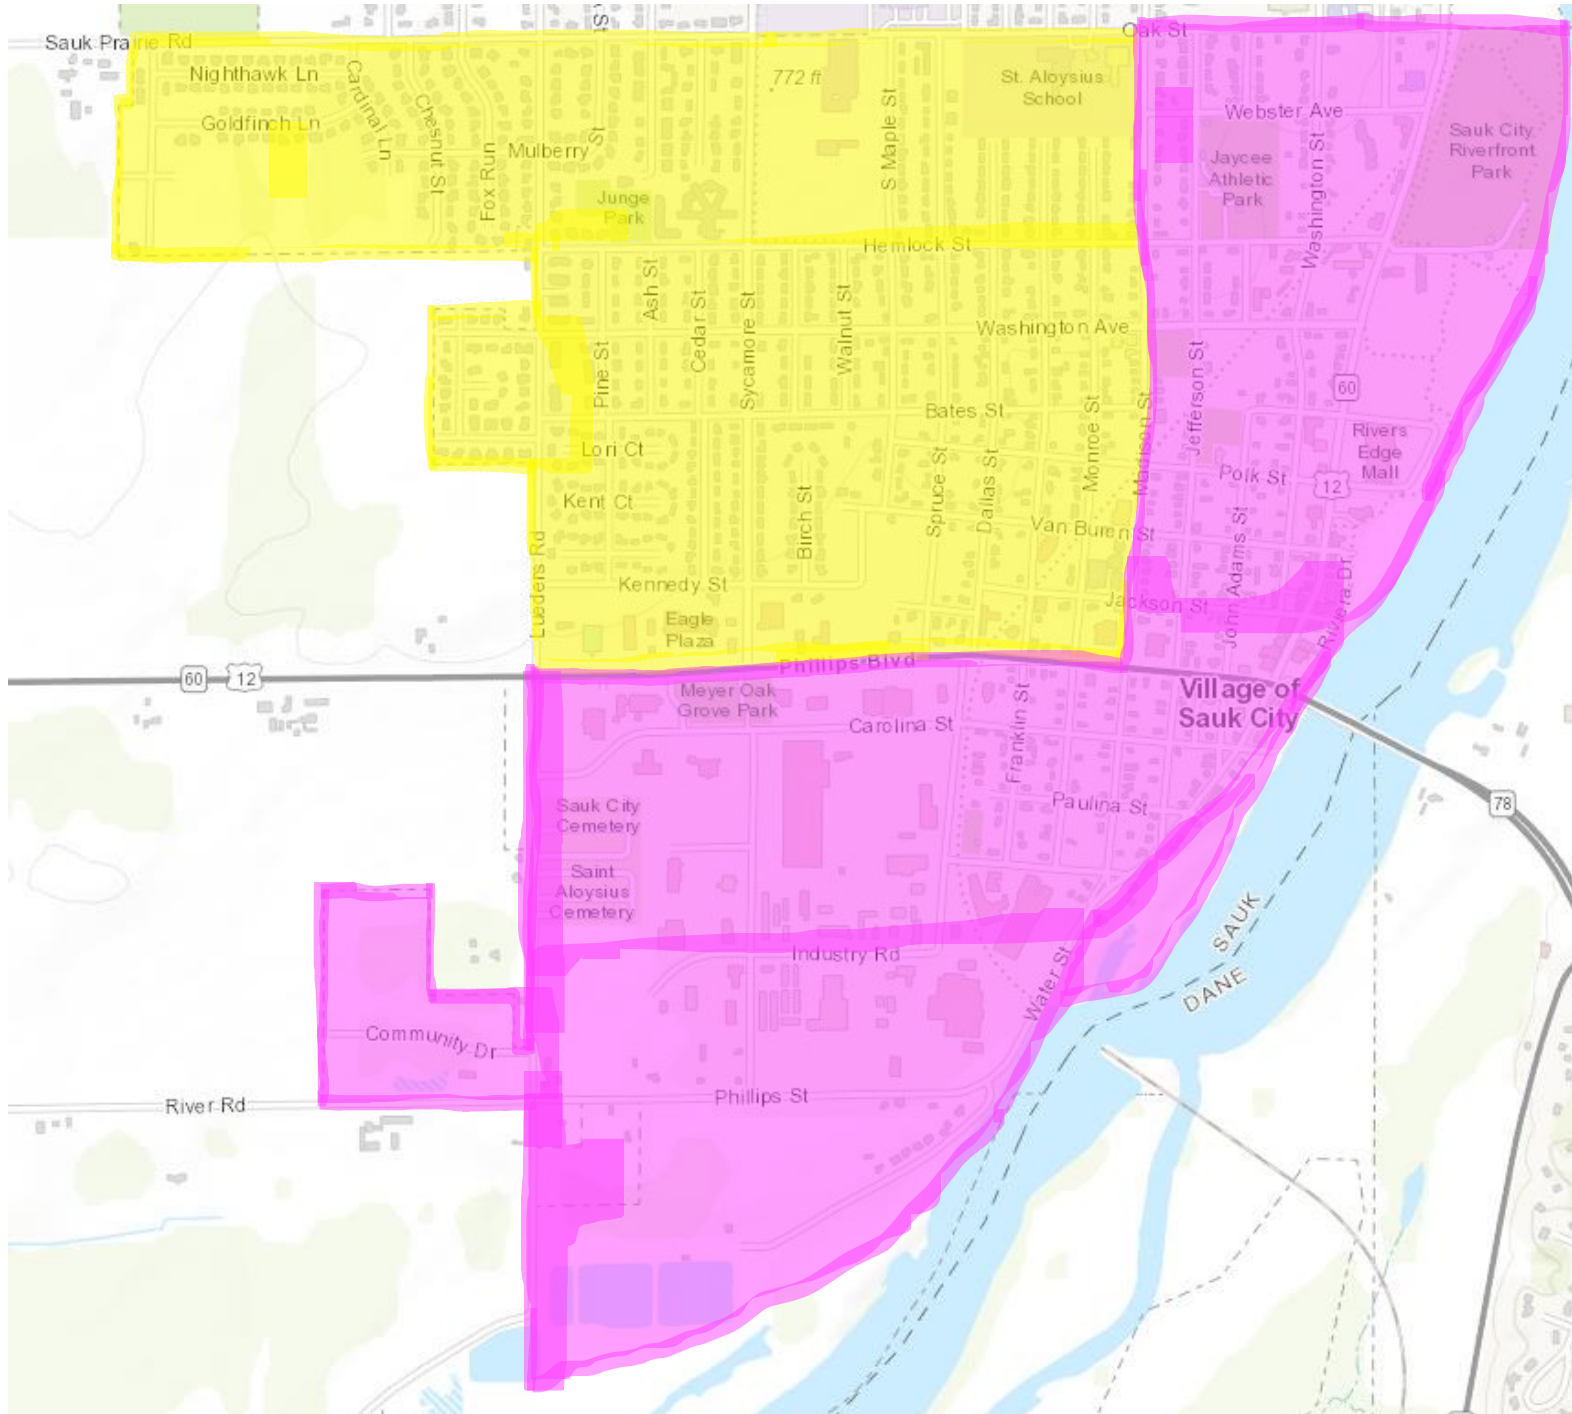 Oak St
Sauk Prairie Rd
Nighthawk Ln
Cardinal Ln
Chestnut St
772 ft
St. Aloysius
School
S Maple St
Webster Ave
Goldfinch Ln
Fox Run
Mulberry St
Sauk City
Riverfront
Park
Jaycee
Athletic
Park
Washington St
Junge
Park
Hemlock St
Ash St
Cedar St
Sycamore St
Walnut St
Washington Ave
Pine St
Jefferson St
60
Bates St
Monroe St
Madison St
Rivers
Edge
Mall
Lori Ct
Spruce St
Dallas St
Polk St
12
Kent Ct
Birch St
Van Buren St
John Adams St
Lueders Rd
Kennedy St
Riviera Dr
Jackson St
Eagle
Plaza
Phillips Blvd
60
12
Meyer Oak
Grove Park
Village of
Sauk City
Carolina St
Franklin St
Sauk City
Cemetery
Paulina St
78
Saint
Aloysius
Cemetery
SAUK
DANE
Industry Rd
Water St
Community Dr
River Rd
Phillips St